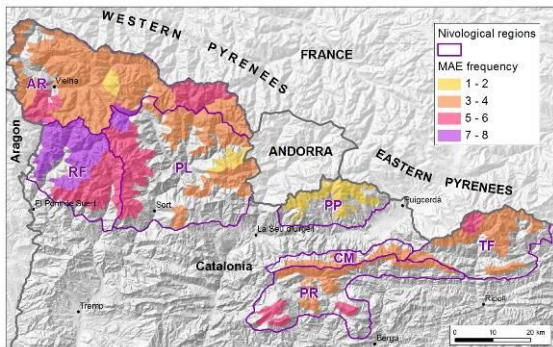 WESTERN PYRENEES
FRANCE
Nivological regions
MAE frequency
1 - 2
3 - 4
5 - 6
7 - 8
AR
Vielha
Aragon
ANDORRA
EASTERN PYRENEES
RF
PL
El Pont de Suert
Sort
PP
Puigcerdà
La Seu d'Urgell
TF
CM
Catalonia
PR
Tremp
Ripoll
Berga
0 10 20 km